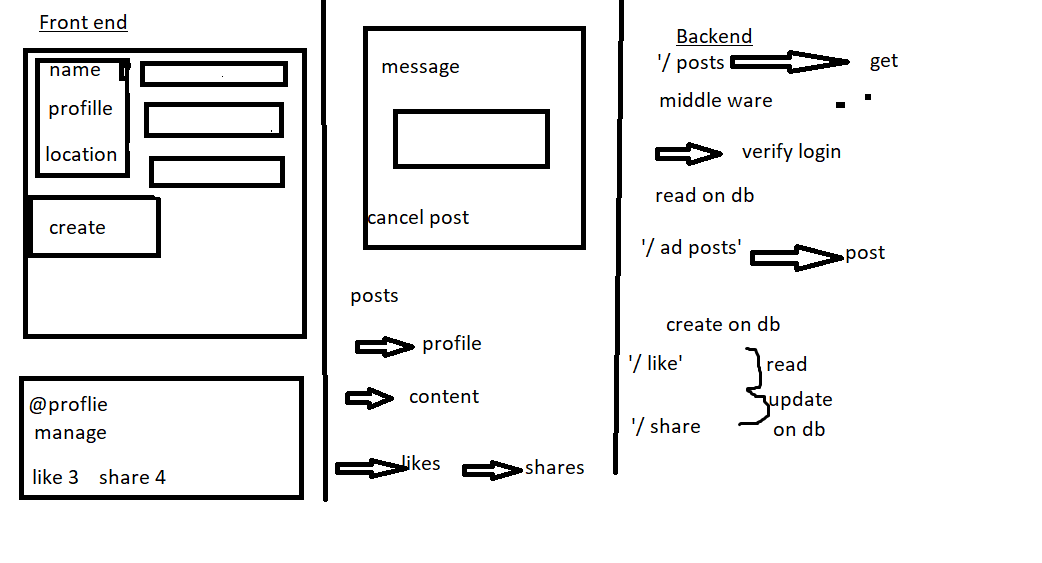 Front end
name
profille
location
create
@proflie
manage
like 3 share 4
message
cancel post
posts
profile
content
likes shares
Backend
'/ posts get
middle ware
verify login
read on db
'/ ad posts' post
create on db
'/ like' read
update
'/ share on db